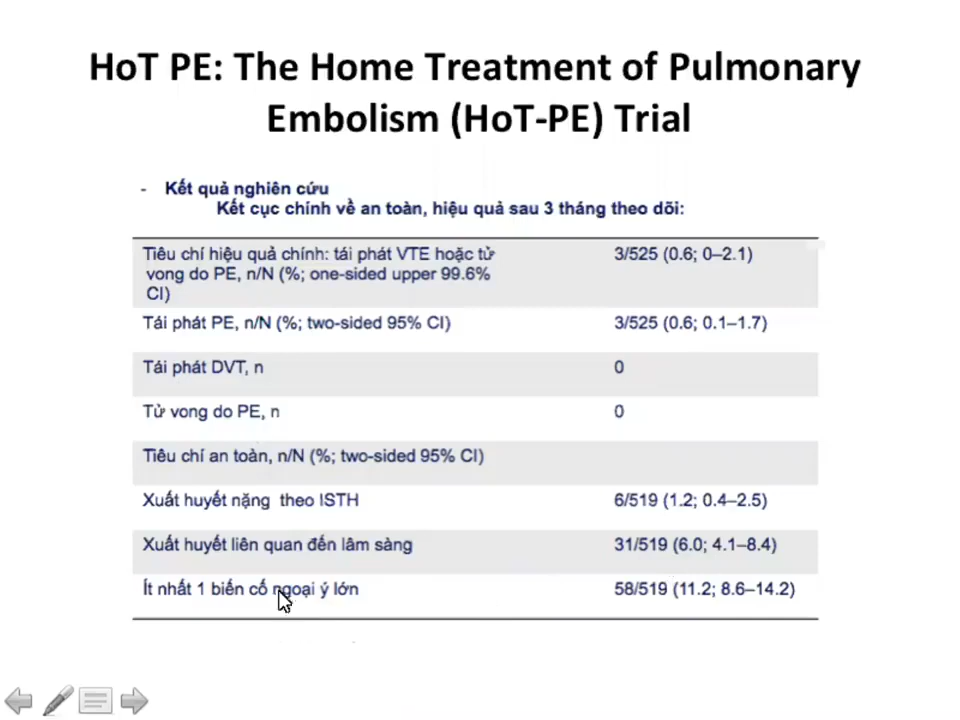 HoT PE: The Home Treatment of Pulmonary
Embolism (HoT-PE) Trial
- Kết quả nghiên cứu
Kết cục chính về an toàn, hiệu quả sau 3 tháng theo dõi:
Tiêu chí hiệu quả chính: tái phát VTE hoặc tử 3/525 (0.6; 0–2.1)
vong do PE, n/N (%; one-sided upper 99.6%
CI)
Tái phát PE, n/N (%; two-sided 95% CI) 3/525 (0.6; 0.1–1.7)
Tái phát DVT, n 0
Tử vong do PE, n 0
Tiêu chí an toàn, n/N (%; two-sided 95% CI)
Xuất huyết nặng theo ISTH 6/519 (1.2; 0.4–2.5)
Xuất huyết liên quan đến lâm sàng 31/519 (6.0; 4.1–8.4)
Ít nhất 1 biến cố ngoại ý lớn 58/519 (11.2; 8.6–14.2)